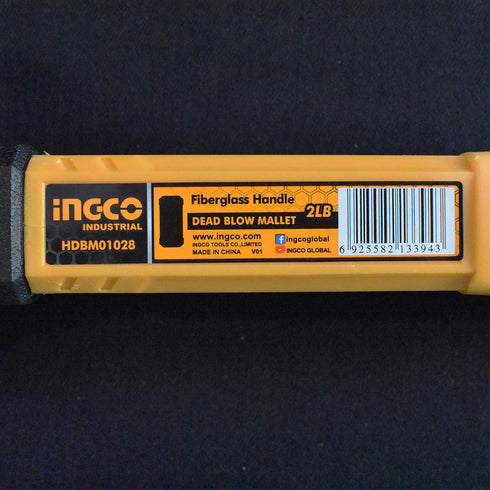 INGCO
INDUSTRIAL
HDBM01028
Fiberglass Handle
DEAD BLOW MALLET
2LB
www.ingco.com
INGCO TOOLS CO.,LIMITED
MADE IN CHINA V01
ingcoglobal
INGCO GLOBAL
6 925582 133943